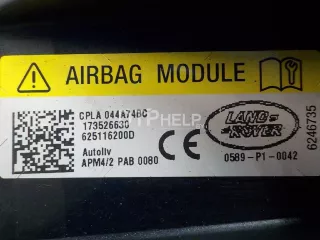 AIRBAG MODULE
CPLA 044A74BC
173526630
625116200D
Autoliv
APM4/2 PAB 0080
CE
LAND
ROVER
0589-P1-0042
6246735